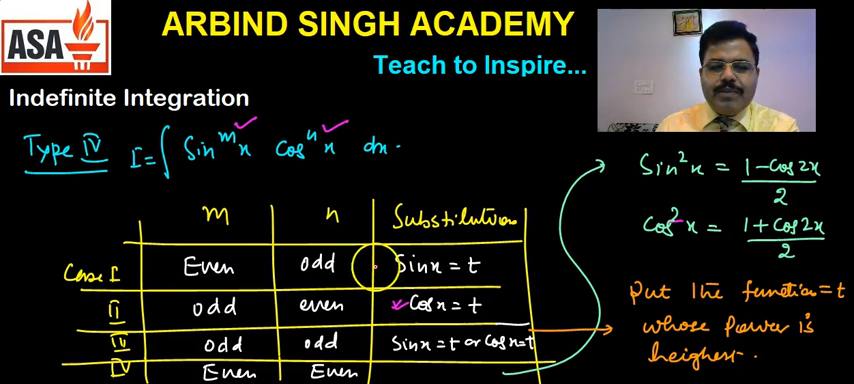 ARBIND SINGH ACADEMY
ASA
Teach to Inspire...
Indefinite Integration
Type IV I = ∫ Sin^m x cos^n x dx.
m n Substitution
Case I Even odd Sinx = t
II odd even Cosx = t
III odd odd Sinx = t or Cosx = t
IV Even Even
Sin²x = (1 - cos2x)/2
Cos²x = (1 + cos2x)/2
Put the function = t
whose power is
heighest.